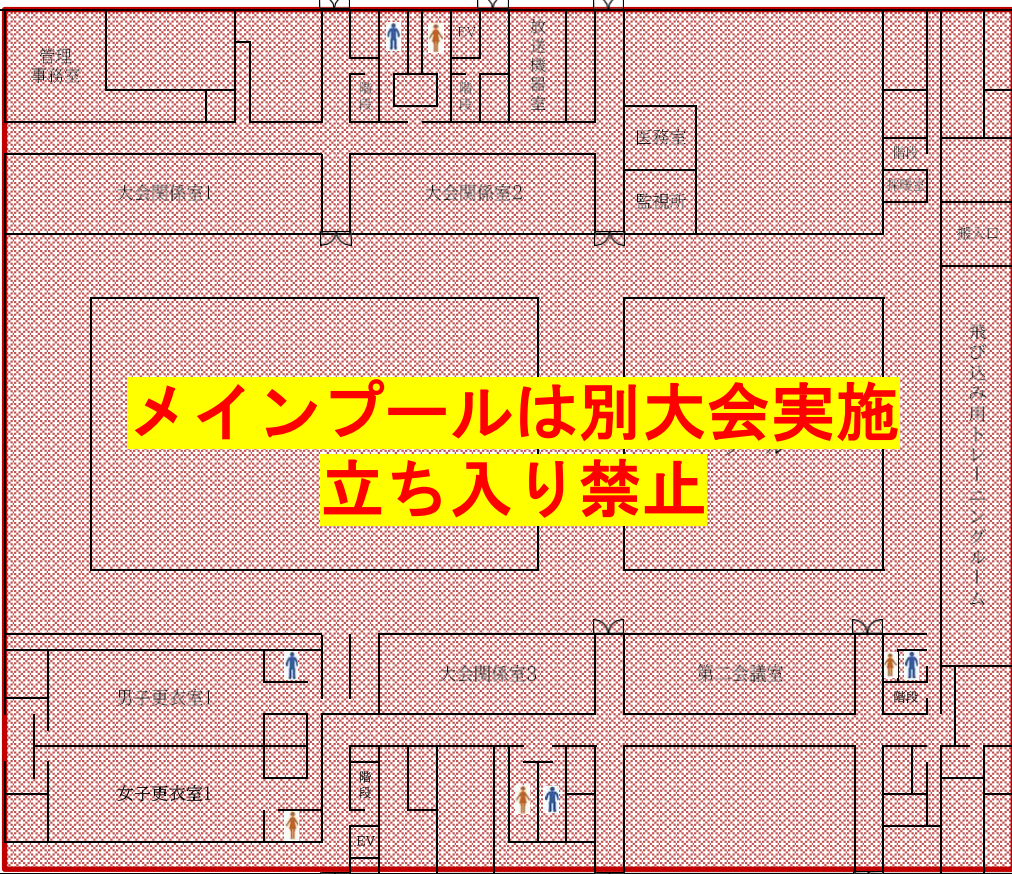 管理
事務室
EV
階段
階段
放送機器室
医務室
階段
採暖室
大会関係室1
大会関係室2
監視所
搬入口
飛び込み用トレーニングルーム
メインプールは別大会実施
立ち入り禁止
大会関係室3
第二会議室
男子更衣室1
階段
女子更衣室1
階段
EV